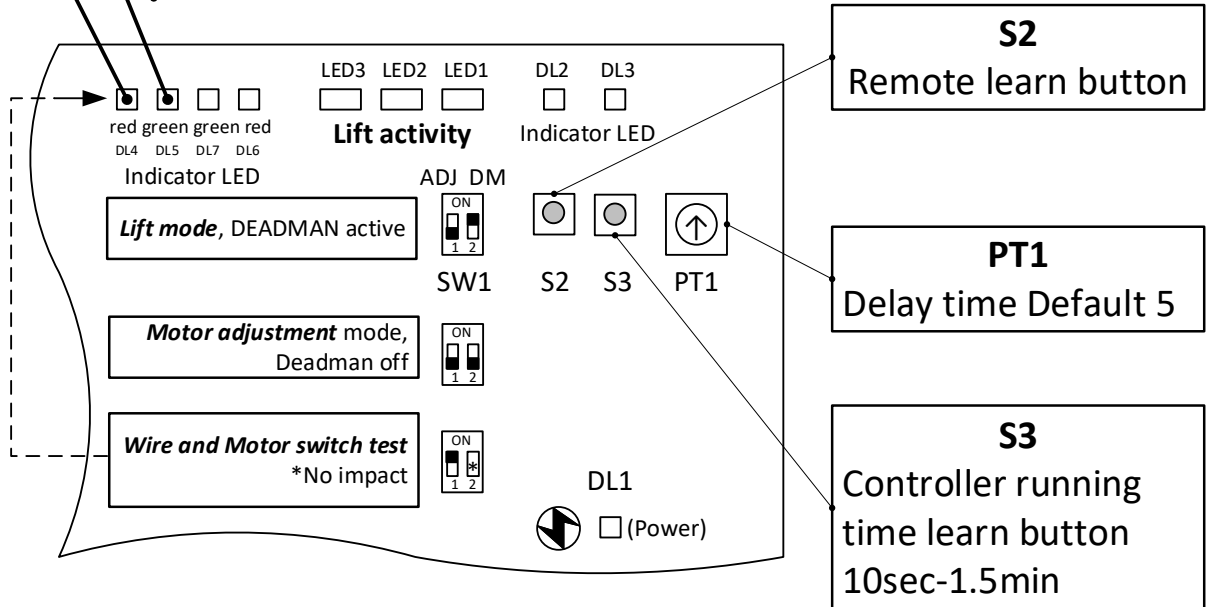 S2
Remote learn button
LED3 LED2 LED1 DL2 DL3
red green green red
DL4 DL5 DL7 DL6
Indicator LED
Lift activity
Indicator LED
ADJ DM
Lift mode, DEADMAN active
ON
1 2
SW1 S2 S3 PT1
PT1
Delay time Default 5
Motor adjustment mode,
Deadman off
ON
1 2
Wire and Motor switch test
*No impact
ON
*
1 2
DL1
(Power)
S3
Controller running
time learn button
10sec-1.5min